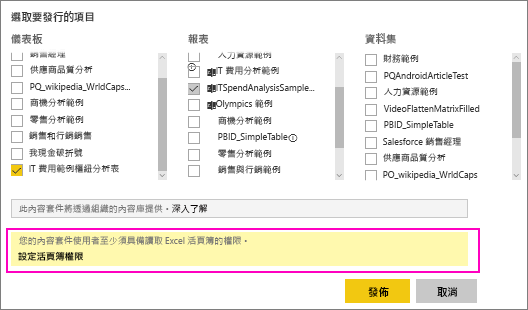 選取要發行的項目
儀表板
銷售經理
供應商品質分析
PQ_wikipedia_WrldCaps...
商機分析範例
零售分析範例
銷售和行銷銷售
我現金破折號
IT 費用範例樞紐分析表
報表
人力資源範例
IT 費用分析範例
ITSpendAnalysisSample...
Olympics 範例
商機分析範例
PBID_SimpleTable
零售分析範例
銷售與行銷範例
資料集
財務範例
PQAndroidArticleTest
人力資源範例
VideoFlattenMatrixFilled
PBID_SimpleTable
Salesforce 銷售經理
供應商品質分析
PO_wikipedia_WrldCaps
此內容套件將透過組織的內容庫提供。深入了解
您的內容套件使用者至少須具備讀取 Excel 活頁簿的權限。
設定活頁簿權限
發佈
取消